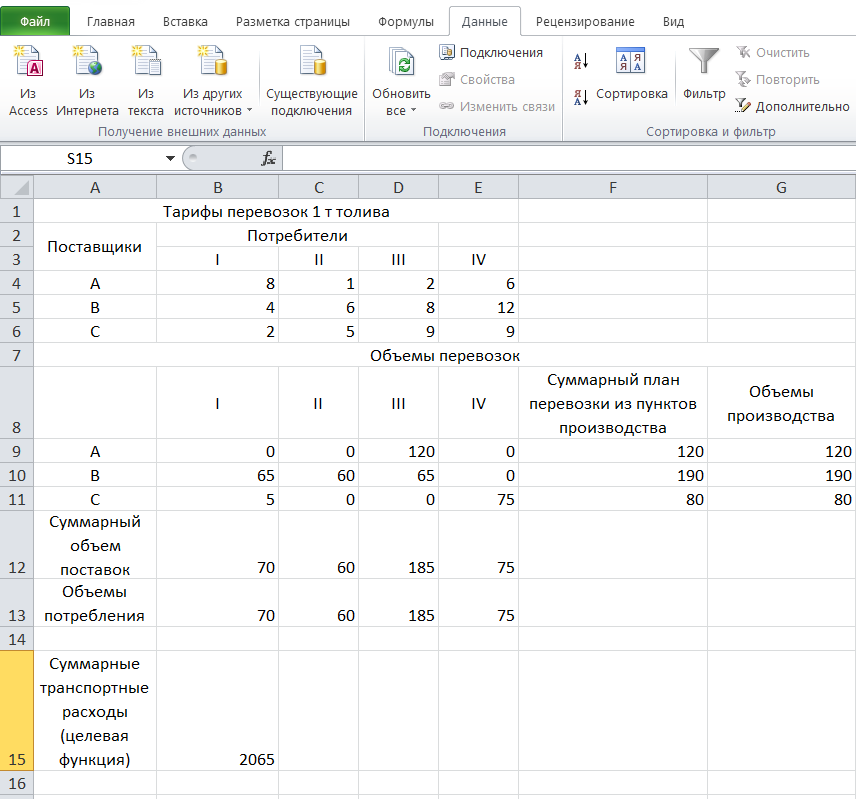 Файл Главная Вставка Разметка страницы Формулы Данные Рецензирование Вид
Из Access
Из Интернета
Из текста
Из других источников
Существующие подключения
Получение внешних данных
Обновить все
Подключения
Свойства
Изменить связи
Подключения
А Я
Я А
А Я Я А
Сортировка
Фильтр
Очистить
Повторить
Дополнительно
Сортировка и фильтр
S15 fx
A B C D E F G
1 Тарифы перевозок 1 т толива
2 Поставщики Потребители
3 I II III IV
4 A 8 1 2 6
5 B 4 6 8 12
6 C 2 5 9 9
7 Объемы перевозок
8 I II III IV Суммарный план перевозки из пунктов производства Объемы производства
9 A 0 0 120 0 120 120
10 B 65 60 65 0 190 190
11 C 5 0 0 75 80 80
12 Суммарный объем поставок 70 60 185 75
13 Объемы потребления 70 60 185 75
14
15 Суммарные транспортные расходы (целевая функция) 2065
16